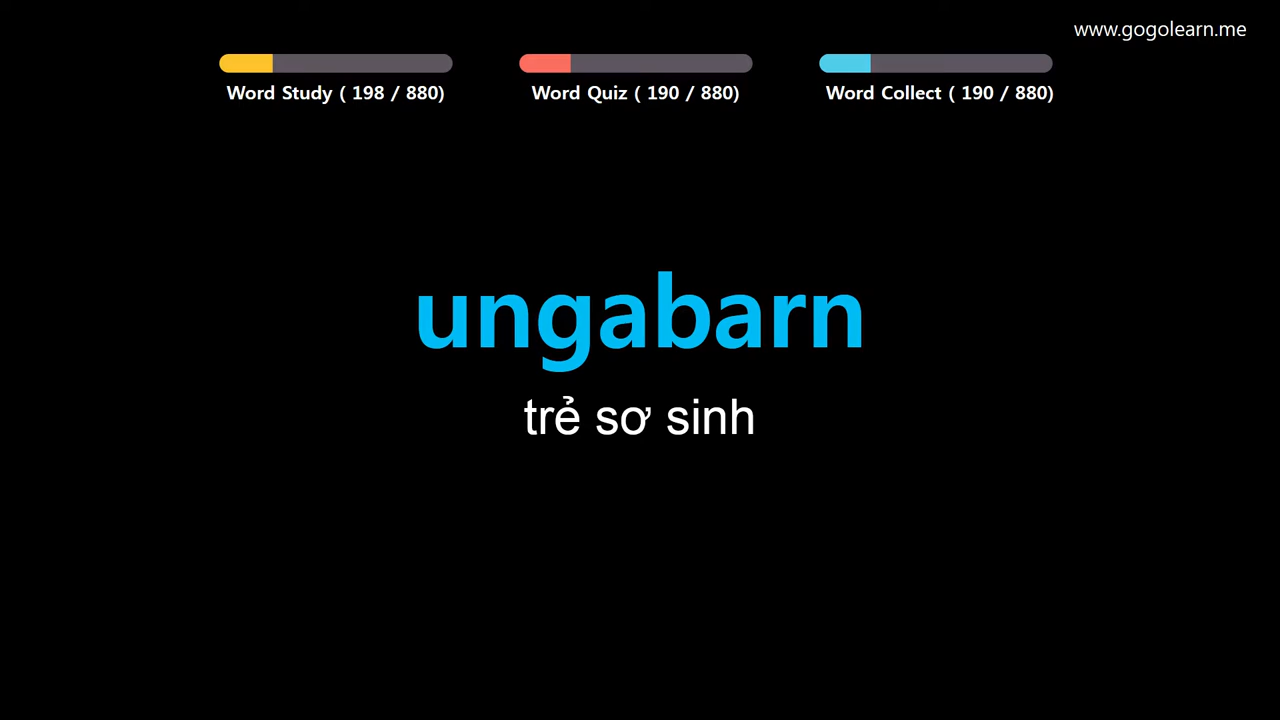 www.gogolearn.me
Word Study ( 198 / 880)
Word Quiz ( 190 / 880)
Word Collect ( 190 / 880)
ungabarn
trẻ sơ sinh